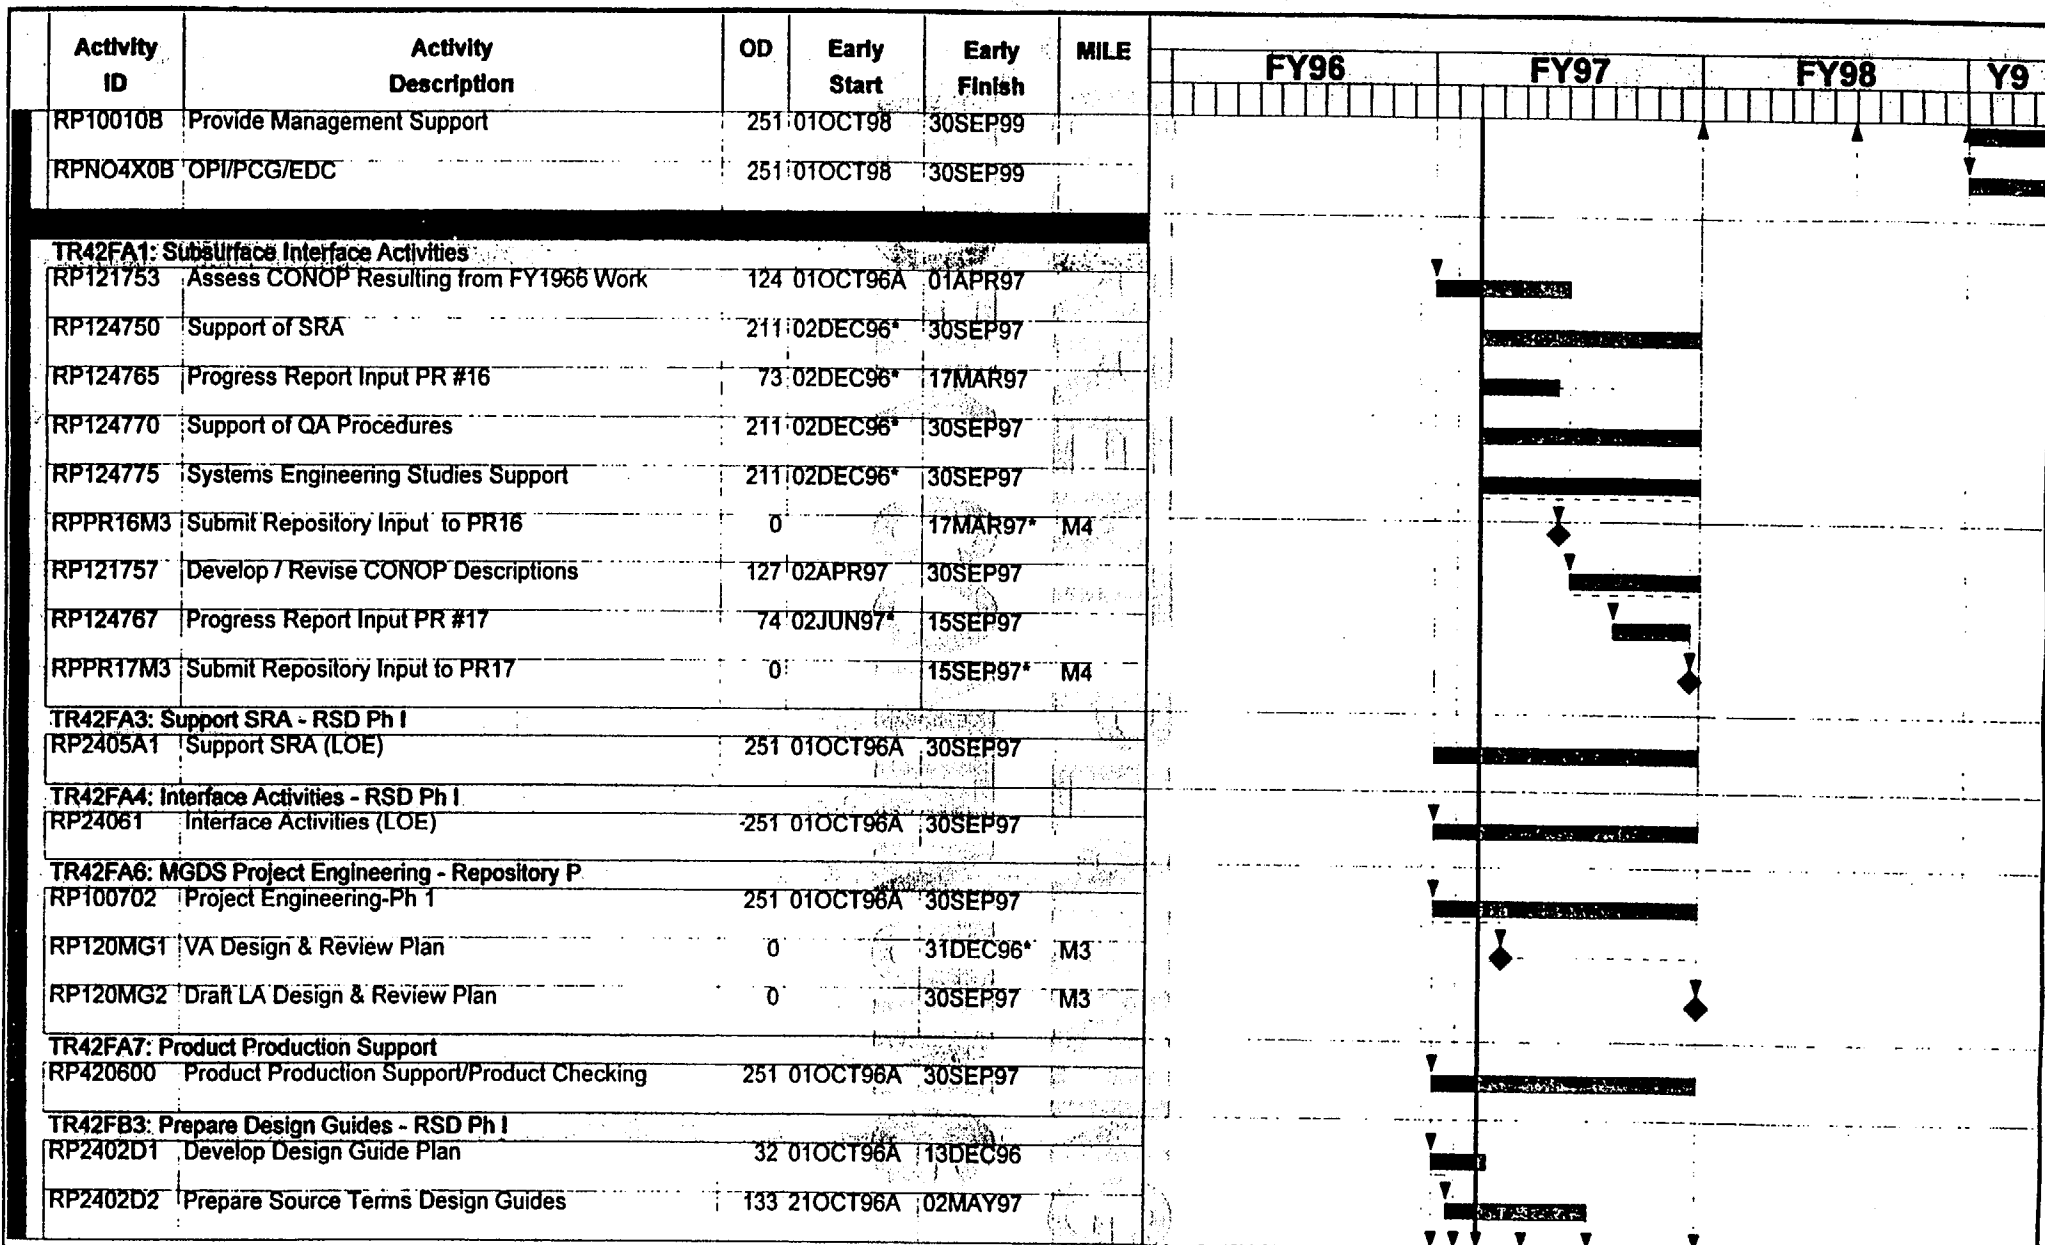 Activity ID Activity Description OD Early Start Early Finish MILE FY96 FY97 FY98 Y9
RP10010B Provide Management Support 251 01OCT98 30SEP99
RPNO4X0B OPI/PCG/EDC 251 01OCT98 30SEP99
TR42FA1: Subsurface Interface Activities
RP121753 Assess CONOP Resulting from FY1966 Work 124 01OCT96A 01APR97
RP124750 Support of SRA 211 02DEC96* 30SEP97
RP124765 Progress Report Input PR #16 73 02DEC96* 17MAR97
RP124770 Support of QA Procedures 211 02DEC96* 30SEP97
RP124775 Systems Engineering Studies Support 211 02DEC96* 30SEP97
RPPR16M3 Submit Repository Input to PR16 0 17MAR97* M4
RP121757 Develop / Revise CONOP Descriptions 127 02APR97 30SEP97
RP124767 Progress Report Input PR #17 74 02JUN97* 15SEP97
RPPR17M3 Submit Repository Input to PR17 0 15SEP97* M4
TR42FA3: Support SRA - RSD Ph I
RP2405A1 Support SRA (LOE) 251 01OCT96A 30SEP97
TR42FA4: Interface Activities - RSD Ph I
RP24061 Interface Activities (LOE) 251 01OCT96A 30SEP97
TR42FA6: MGDS Project Engineering - Repository P
RP100702 Project Engineering-Ph 1 251 01OCT96A 30SEP97
RP120MG1 VA Design & Review Plan 0 31DEC96* M3
RP120MG2 Draft LA Design & Review Plan 0 30SEP97 M3
TR42FA7: Product Production Support
RP420600 Product Production Support/Product Checking 251 01OCT96A 30SEP97
TR42FB3: Prepare Design Guides - RSD Ph I
RP2402D1 Develop Design Guide Plan 32 01OCT96A 13DEC96
RP2402D2 Prepare Source Terms Design Guides 133 21OCT96A 02MAY97